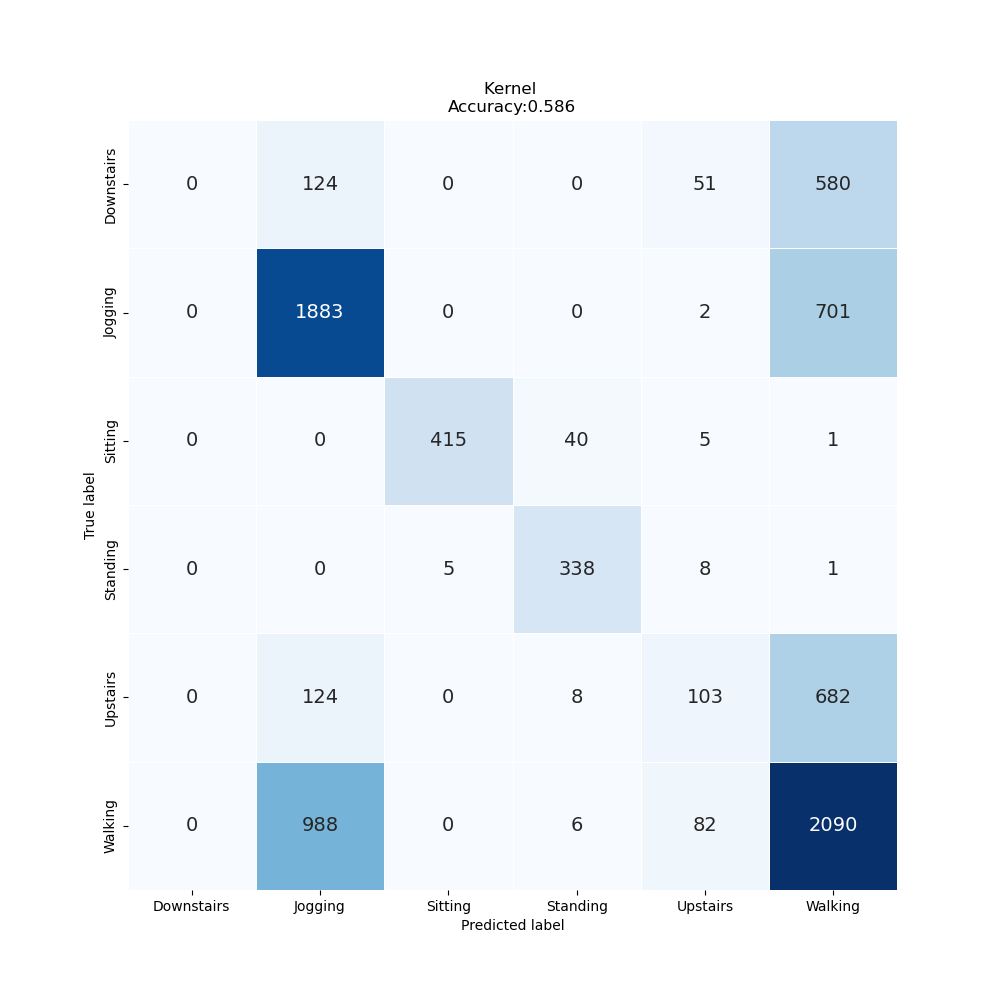 Kernel
Accuracy:0.586
True label
Downstairs 0 124 0 0 51 580
Jogging 0 1883 0 0 2 701
Sitting 0 0 415 40 5 1
Standing 0 0 5 338 8 1
Upstairs 0 124 0 8 103 682
Walking 0 988 0 6 82 2090
Downstairs Jogging Sitting Standing Upstairs Walking
Predicted label